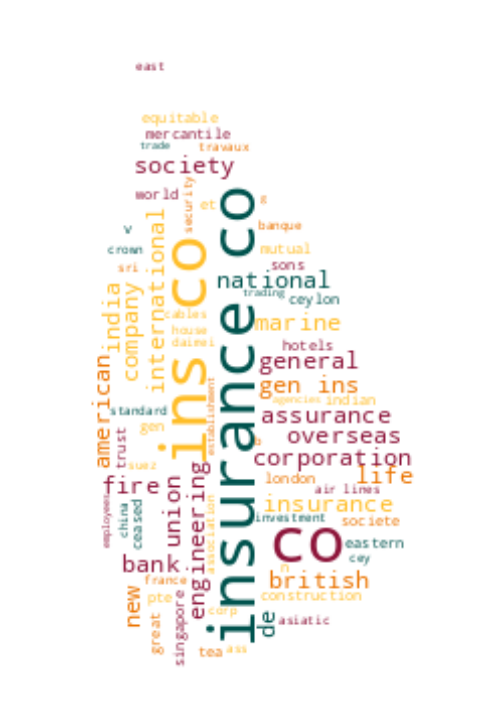 east
equitable
mercantile
trade
travaux
society
world
security
et
g
insurance co
ins co
international
banque
v
crown
mutual
sri
sons
national
trading
ceylon
india
company
cables
marine
house
daimei
hotels
general
american
gen ins
establishment
agencies
indian
standard
assurance
gen
trust
overseas
b
corporation
suez
life
london
fire
air lines
union
engineering
insurance
employees
china
ceased
association
investment
societe
co
eastern
cey
bank
n
france
british
new
pte
singapore
construction
corp
great
de
asiatic
tea
ass